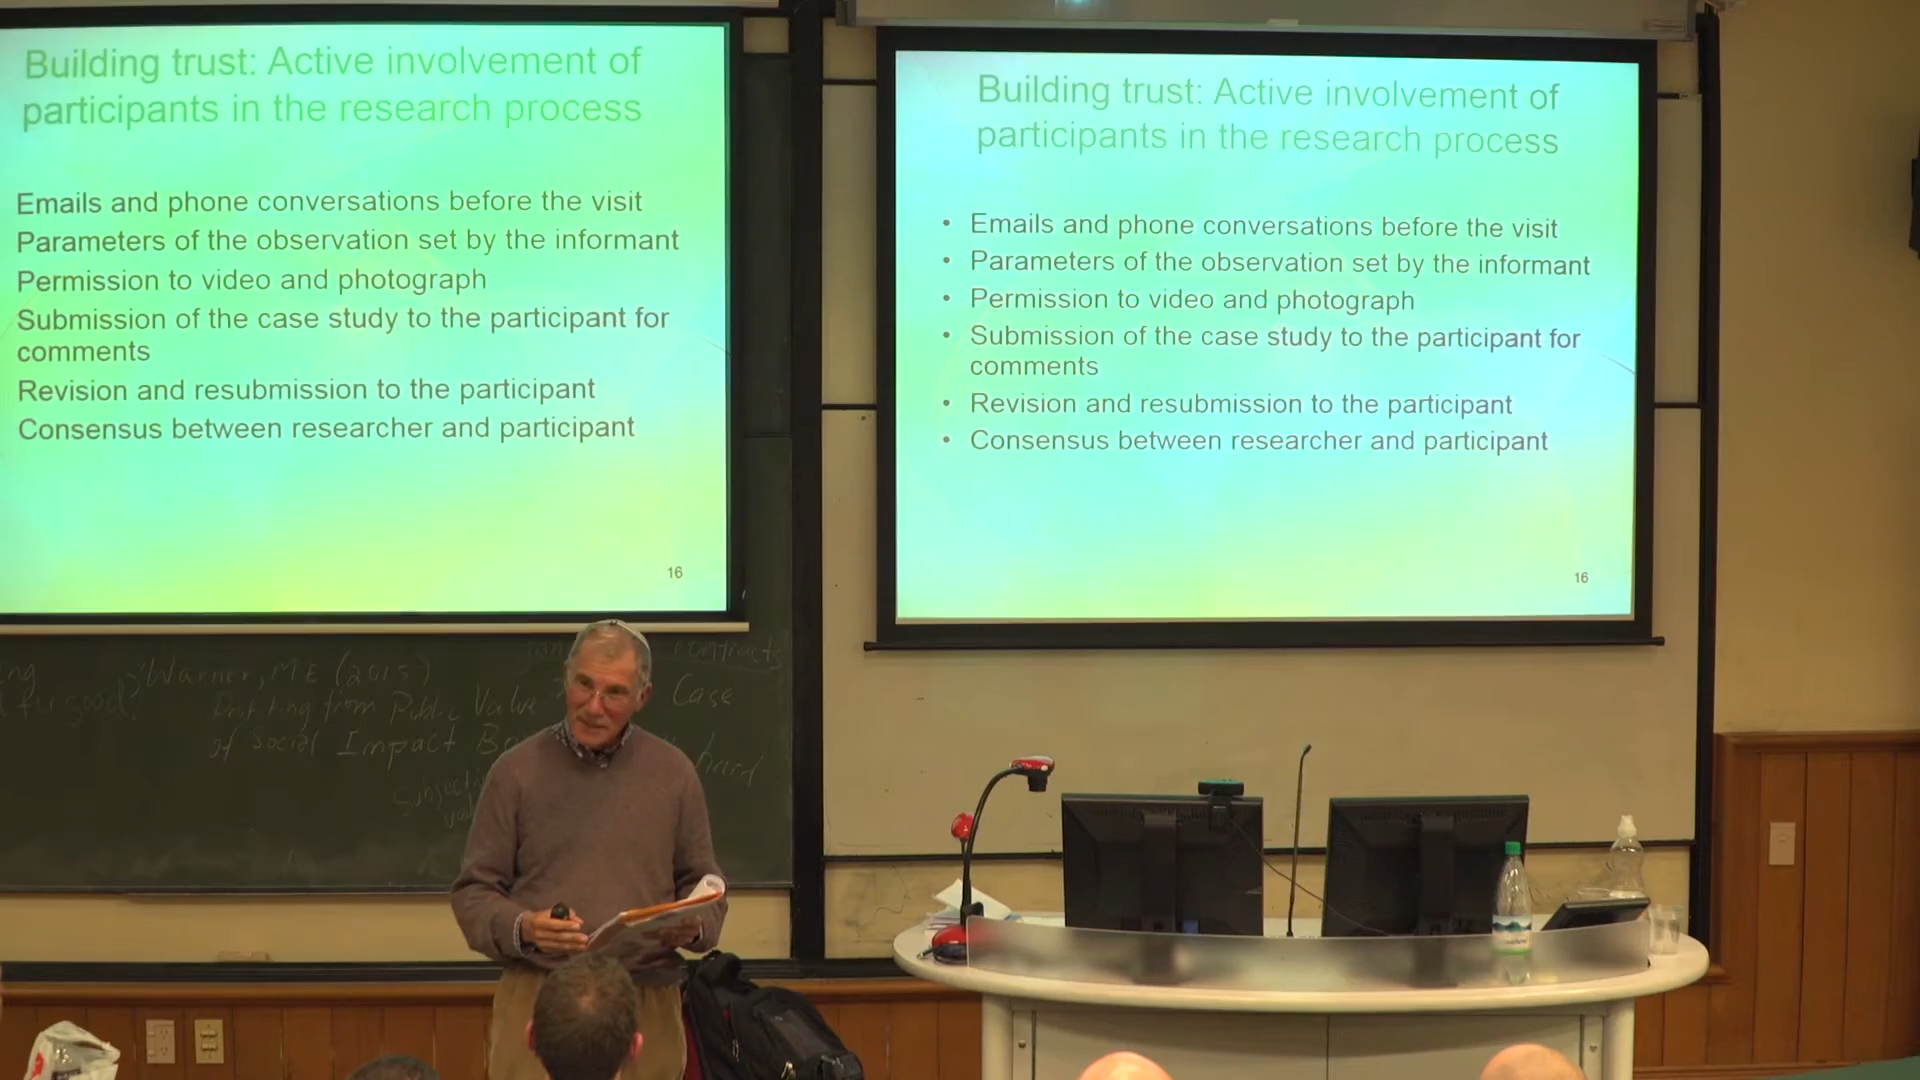 Building trust: Active involvement of
participants in the research process
Emails and phone conversations before the visit
Parameters of the observation set by the informant
Permission to video and photograph
Submission of the case study to the participant for
comments
Revision and resubmission to the participant
Consensus between researcher and participant
16
Building trust: Active involvement of
participants in the research process
• Emails and phone conversations before the visit
• Parameters of the observation set by the informant
• Permission to video and photograph
• Submission of the case study to the participant for
comments
• Revision and resubmission to the participant
• Consensus between researcher and participant
16
Warner, ME (2015)
from Public Value
of Social Impact
contracts
Case
hard